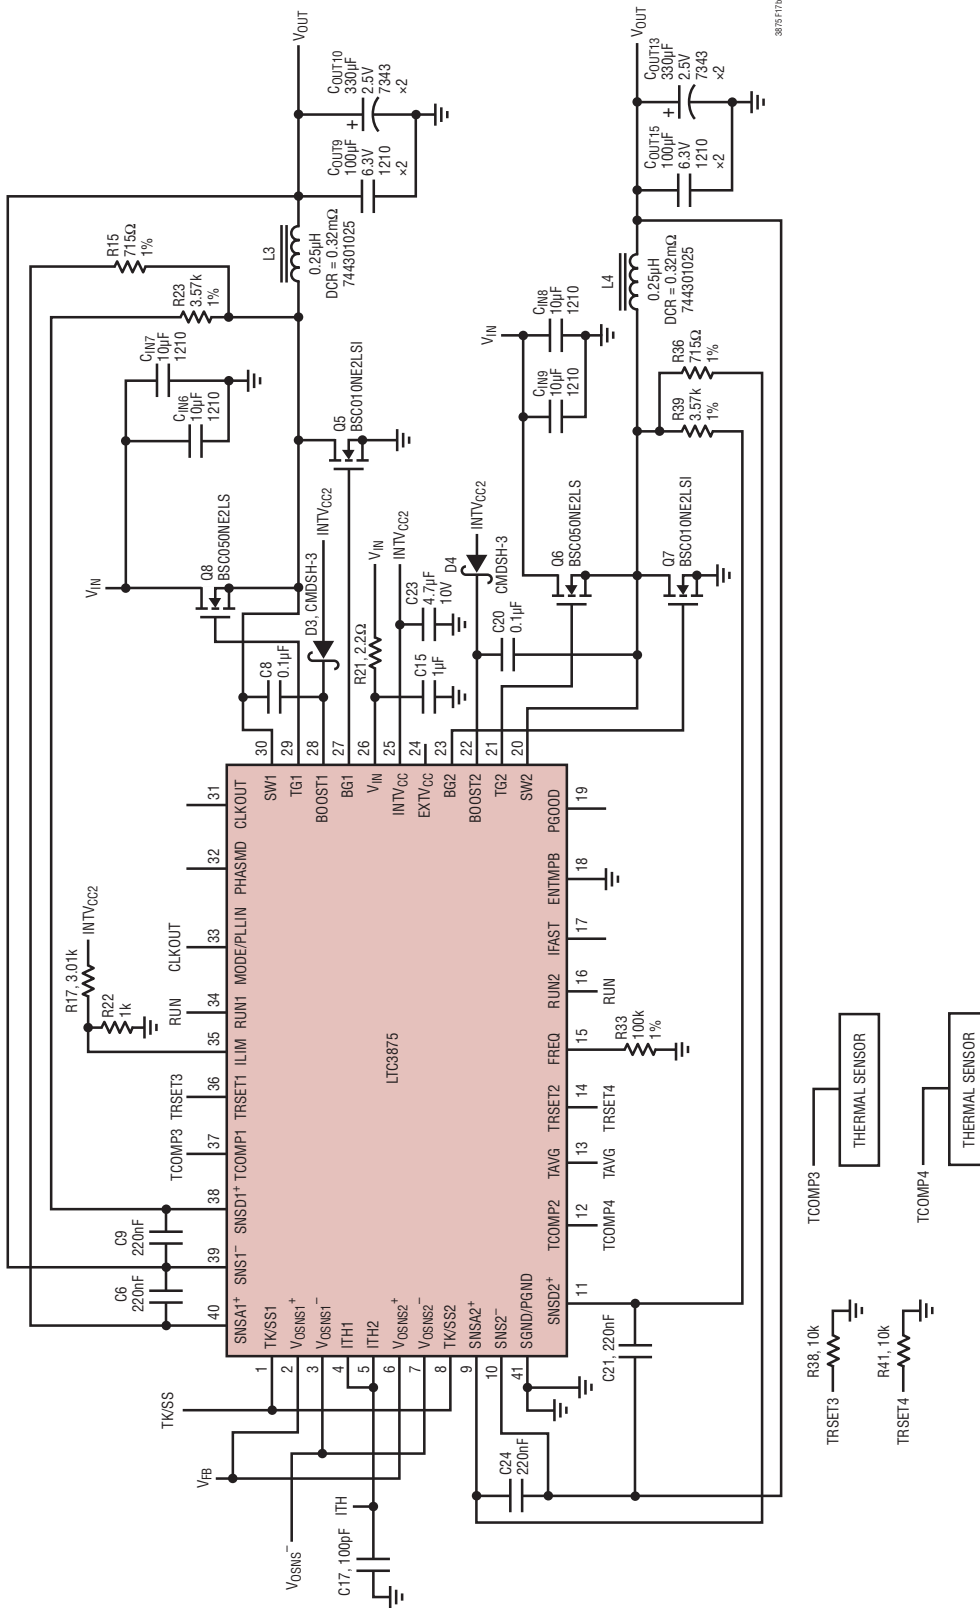 VOUT
COUT10
330µF
2.5V
7343
×2
COUT9
100µF
6.3V
1210
×2
L3
0.25µH
DCR = 0.32mΩ
744301025
R15
715Ω
1%
R23
3.57k
1%
CIN7
10µF
1210
CIN6
10µF
1210
VIN
Q8
BSC050NE2LS
Q5
BSC010NE2LSI
D3, CMDSH-3
INTVCC2
C8
0.1µF
R21, 2.2Ω
VIN
INTVCC2
C23
4.7µF
10V
C15
1µF
D4
CMDSH-3
INTVCC2
C20
0.1µF
VIN
CIN8
10µF
1210
CIN9
10µF
1210
Q6
BSC050NE2LS
Q7
BSC010NE2LSI
L4
0.25µH
DCR = 0.32mΩ
744301025
R36
715Ω
1%
R39
3.57k
1%
VOUT
COUT13
330µF
2.5V
7343
×2
COUT15
100µF
6.3V
1210
×2
+
+
3875 F17b
30 SW1
29 TG1
28 BOOST1
27 BG1
26 VIN
25 INTVCC
24 EXTVCC
23 BG2
22 BOOST2
21 TG2
20 SW2
31 CLKOUT
32 PHASMD
33 MODE/PLLIN
34 RUN1
35 ILIM
36 TRSET1
37 TCOMP1
38 SNSD1+
39 SNS1–
40 SNSA1+
CLKOUT
RUN
R17, 3.01k
INTVCC2
R22
1k
TRSET3
TCOMP3
C9
220nF
C6
220nF
LTC3875
PGOOD 19
ENTMPB 18
IFAST 17
RUN2 16
FREQ 15
TRSET2 14
TAVG 13
TCOMP2 12
SNSD2+ 11
RUN
R33
100k
1%
TRSET4
TAVG
TCOMP4
C21, 220nF
1 TK/SS1
2 VOSNS1+
3 VOSNS1–
4 ITH1
5 ITH2
6 VOSNS2+
7 VOSNS2–
8 TK/SS2
9 SNSA2+
10 SNS2–
41 SGND/PGND
TK/SS
VFB
VOSNS–
ITH
C17, 100pF
C24
220nF
TCOMP3
THERMAL SENSOR
TCOMP4
THERMAL SENSOR
R38, 10k
TRSET3
R41, 10k
TRSET4